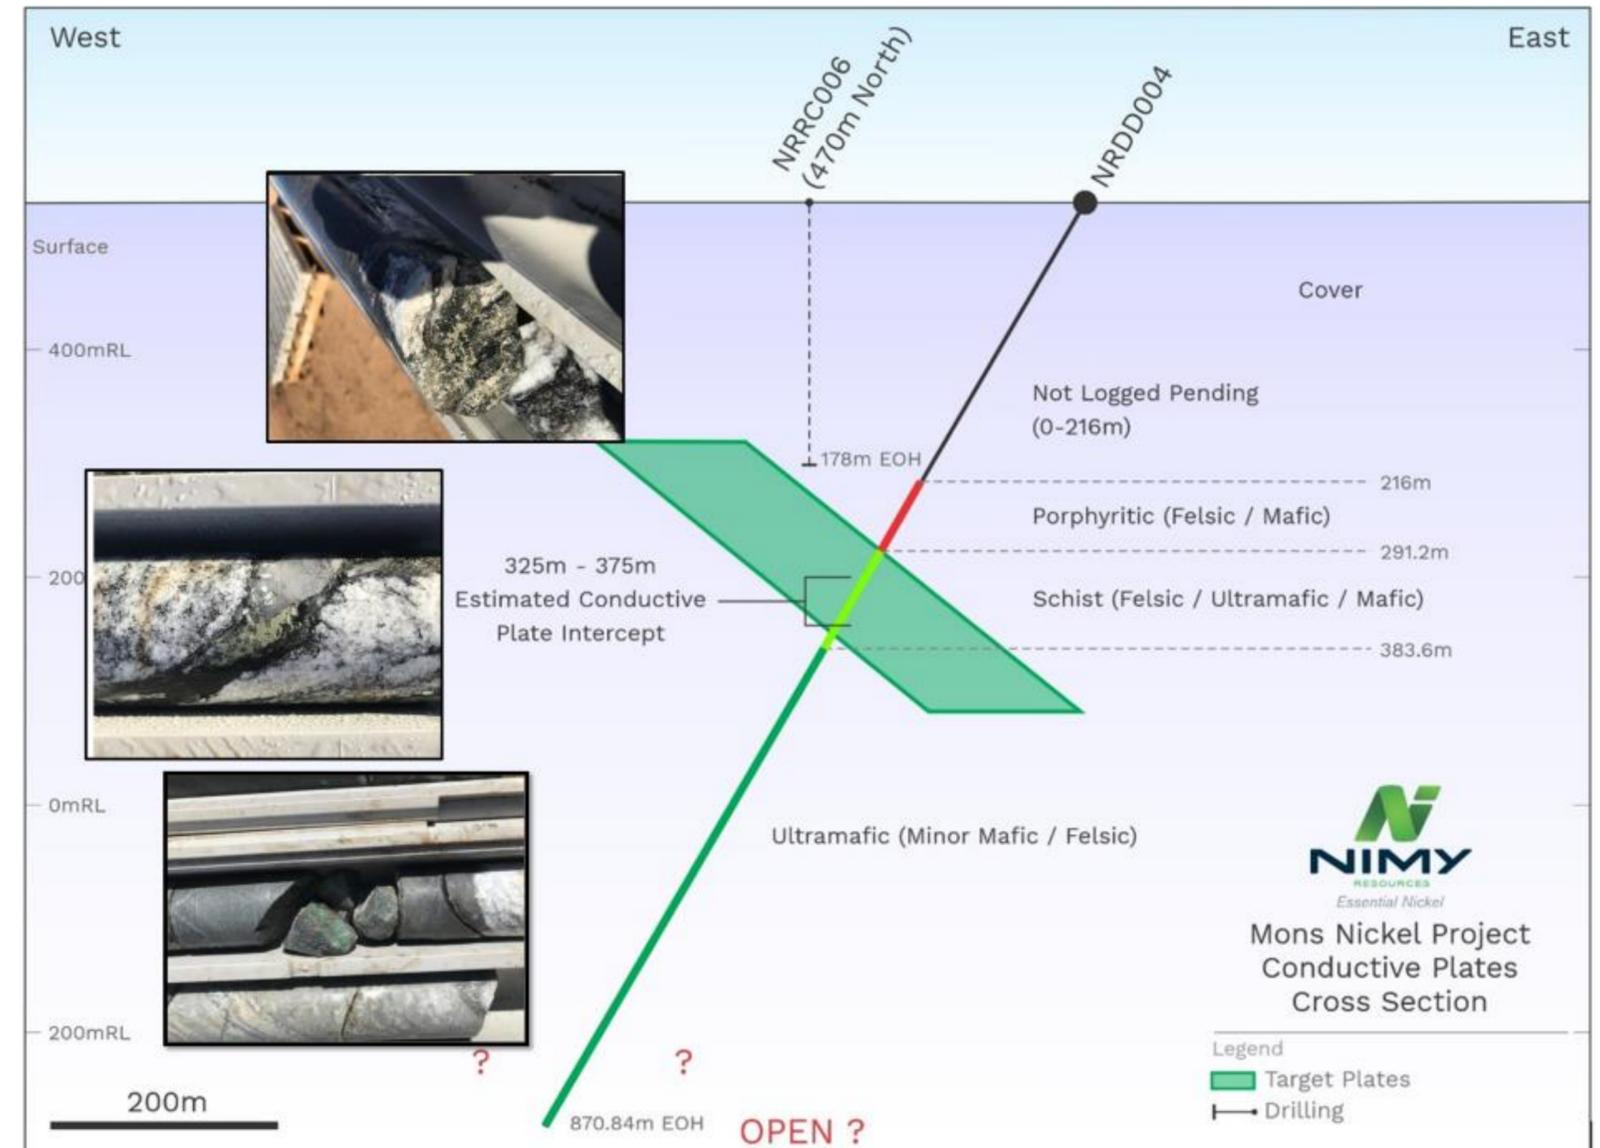 West
East
NRRC006
(470m North)
NRDD004
Surface
Cover
400mRL
Not Logged Pending
(0-216m)
178m EOH
216m
Porphyritic (Felsic / Mafic)
291.2m
200
325m - 375m
Estimated Conductive
Plate Intercept
Schist (Felsic / Ultramafic / Mafic)
383.6m
0mRL
Ultramafic (Minor Mafic / Felsic)
NIMY
RESOURCES
Essential Nickel
Mons Nickel Project
Conductive Plates
Cross Section
200mRL
? ?
Legend
Target Plates
Drilling
200m
870.84m EOH
OPEN ?